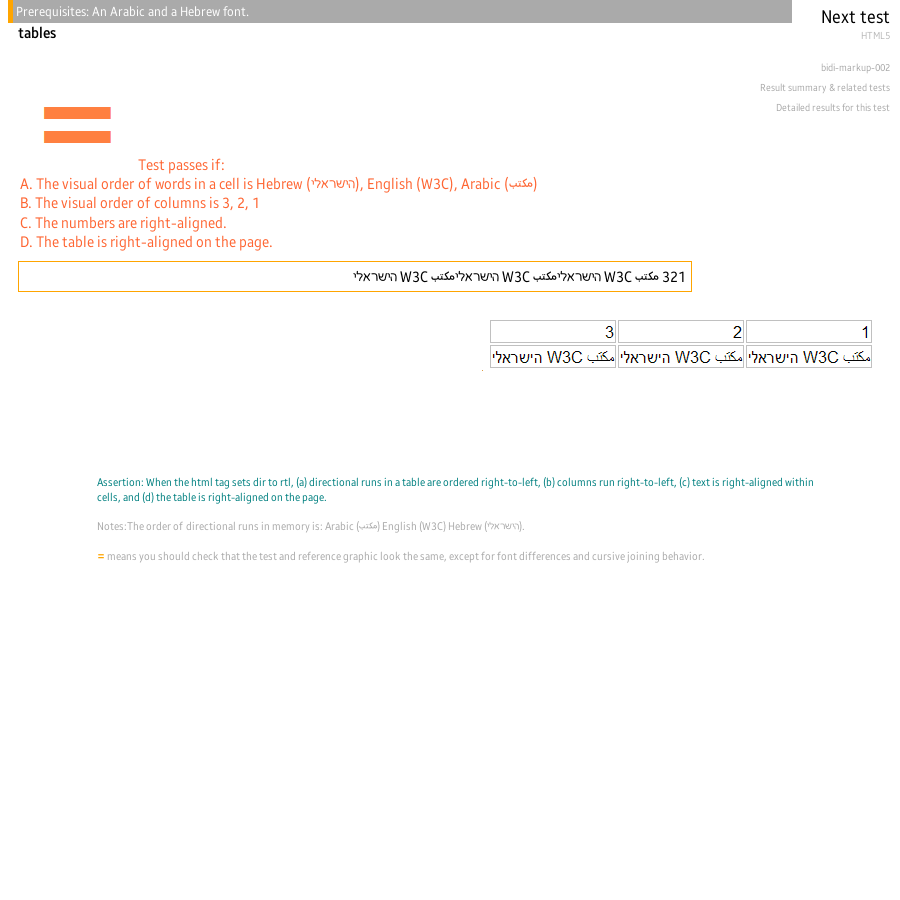 Prerequisites: An Arabic and a Hebrew font.
Next test
tables
HTML5
bidi-markup-002
Result summary & related tests
Detailed results for this test
=
Test passes if:
A. The visual order of words in a cell is Hebrew (הישראלי), English (W3C), Arabic (مكتب)
B. The visual order of columns is 3, 2, 1
C. The numbers are right-aligned.
D. The table is right-aligned on the page.
321 مكتب W3C הישראליمكتب W3C הישראליمكتب W3C הישראלי
1 2 3
مكتب W3C הישראלי مكتب W3C הישראלי مكتب W3C הישראלי
Assertion: When the html tag sets dir to rtl, (a) directional runs in a table are ordered right-to-left, (b) columns run right-to-left, (c) text is right-aligned within
cells, and (d) the table is right-aligned on the page.
Notes:The order of directional runs in memory is: Arabic (مكتب) English (W3C) Hebrew (הישראלי).
= means you should check that the test and reference graphic look the same, except for font differences and cursive joining behavior.